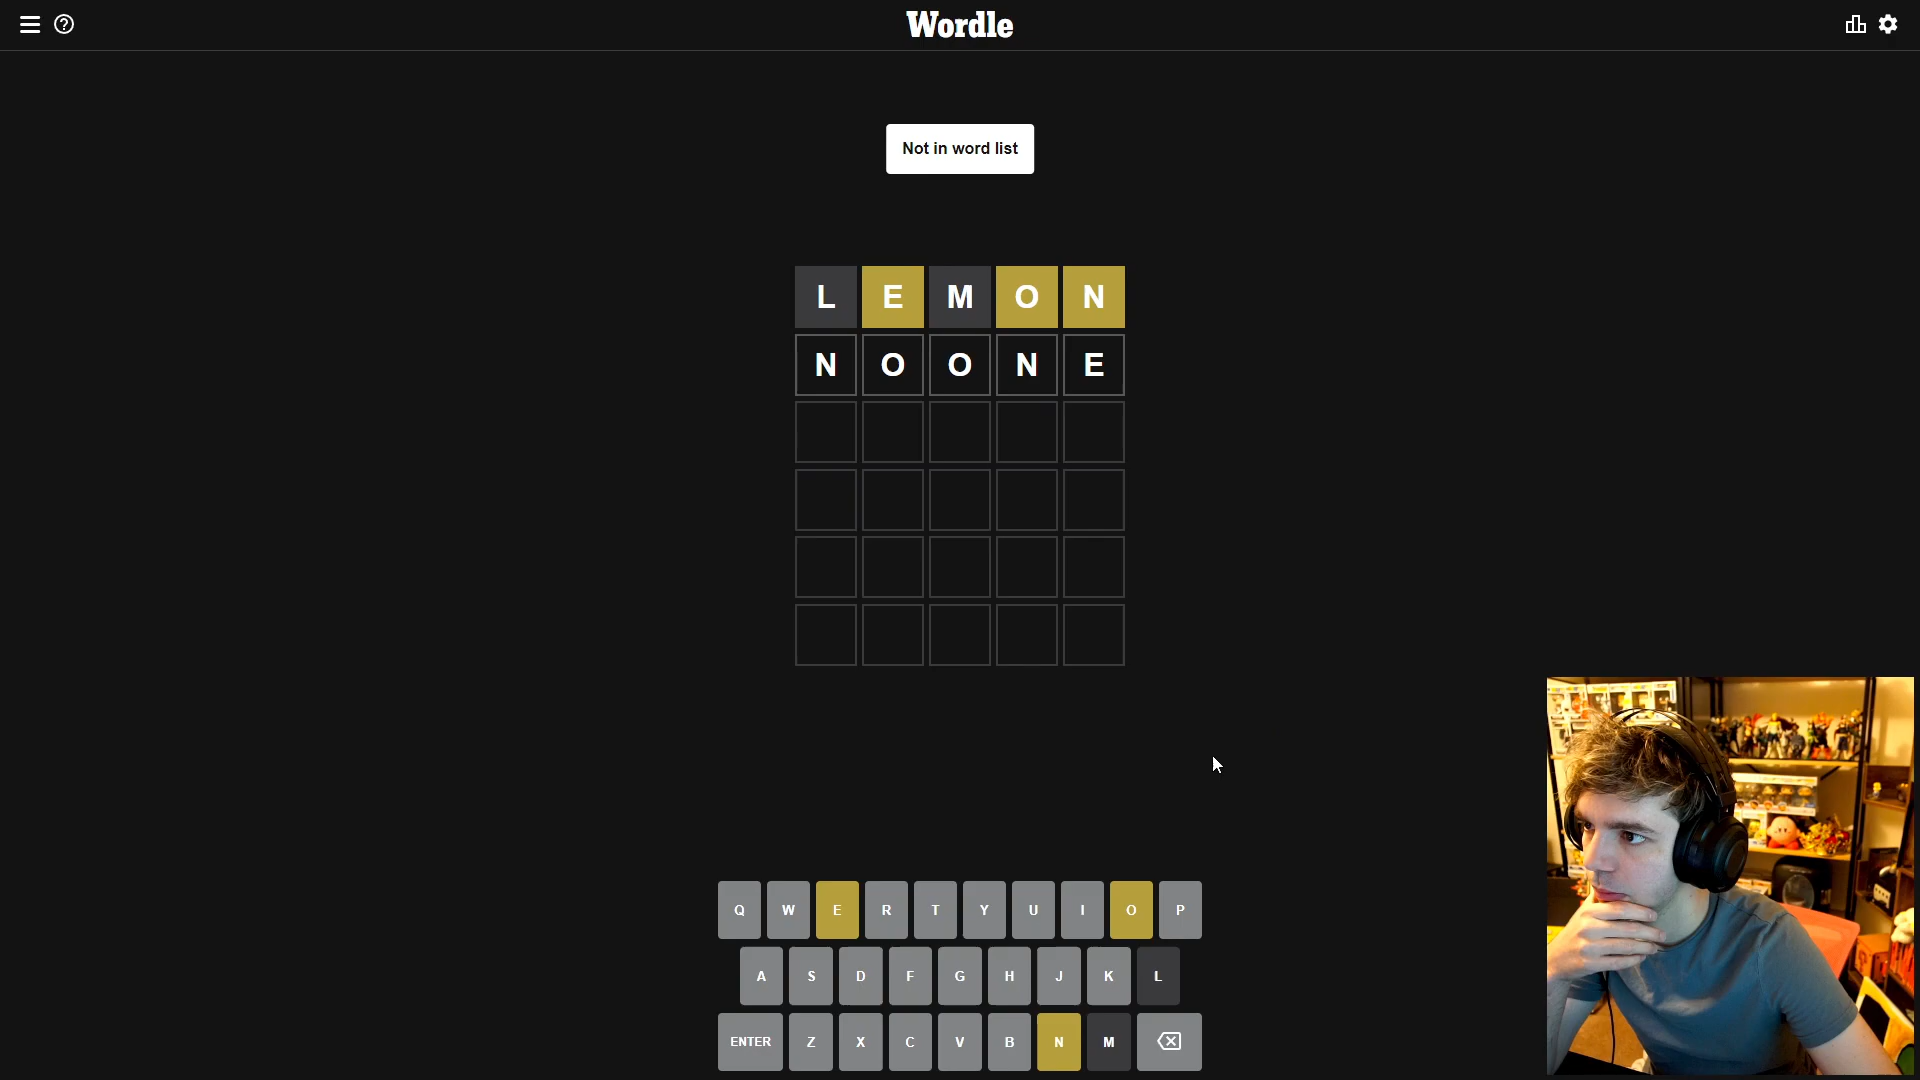 Wordle
Not in word list
L E M O N
N O O N E
Q W E R T Y U I O P
A S D F G H J K L
ENTER Z X C V B N M